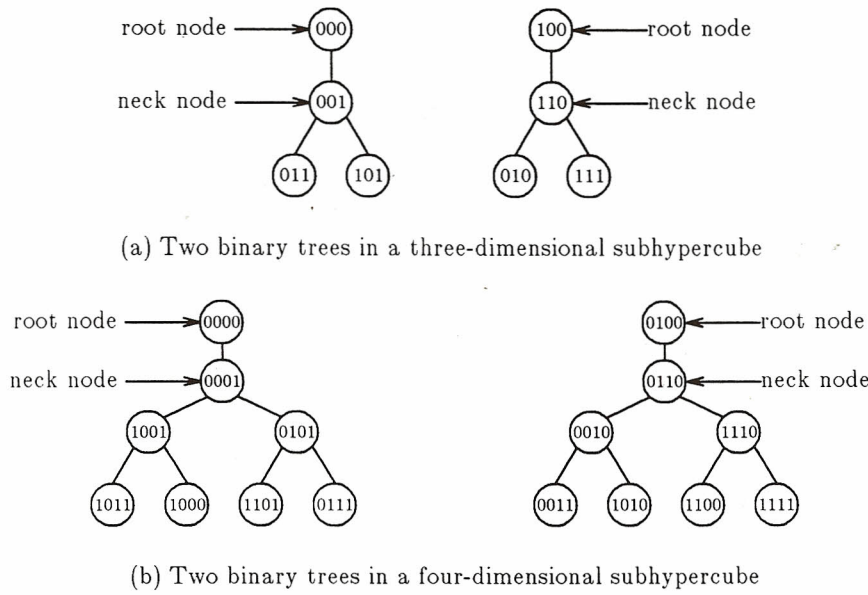 root node 000 100 root node
neck node 001 110 neck node
011 101 010 111
(a) Two binary trees in a three-dimensional subhypercube
root node 0000 0100 root node
neck node 0001 0110 neck node
1001 0101 0010 1110
1011 1000 1101 0111 0011 1010 1100 1111
(b) Two binary trees in a four-dimensional subhypercube